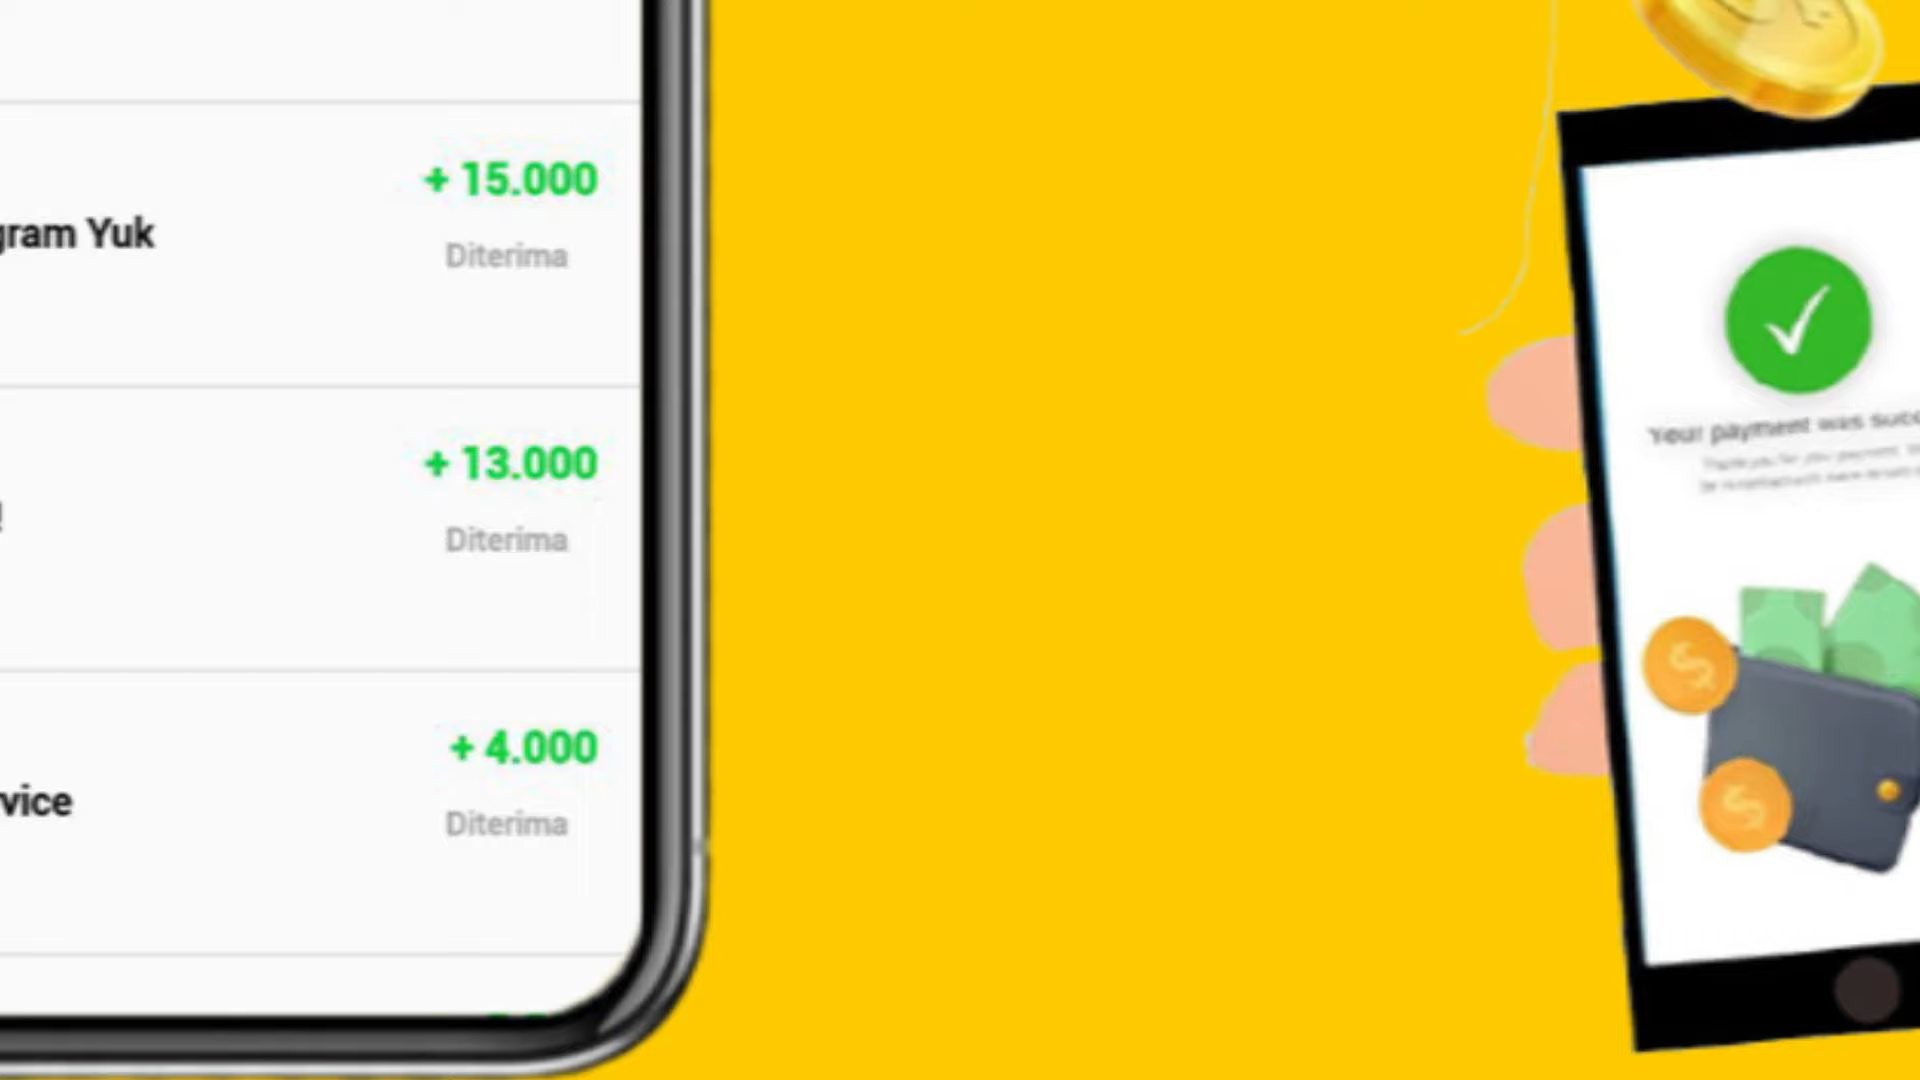 + 15.000
gram Yuk
Diterima
+ 13.000
Diterima
+ 4.000
vice
Diterima
Your payment was succ